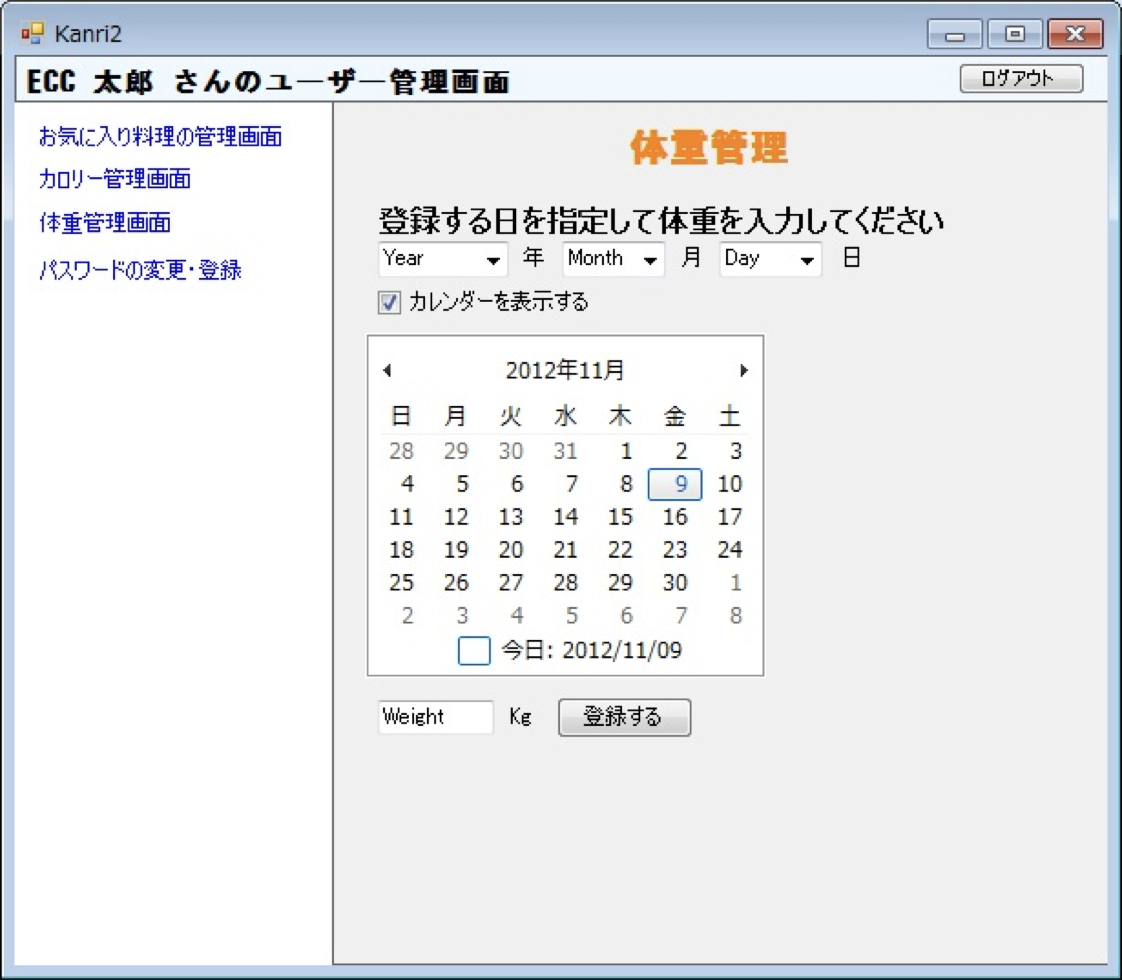 Kanri2
ECC 太郎 さんのユーザー管理画面
ログアウト
お気に入り料理の管理画面
カロリー管理画面
体重管理画面
パスワードの変更・登録
体重管理
登録する日を指定して体重を入力してください
Year 年 Month 月 Day 日
カレンダーを表示する
2012年11月
日 月 火 水 木 金 土
28 29 30 31 1 2 3
4 5 6 7 8 9 10
11 12 13 14 15 16 17
18 19 20 21 22 23 24
25 26 27 28 29 30 1
2 3 4 5 6 7 8
今日: 2012/11/09
Weight Kg 登録する